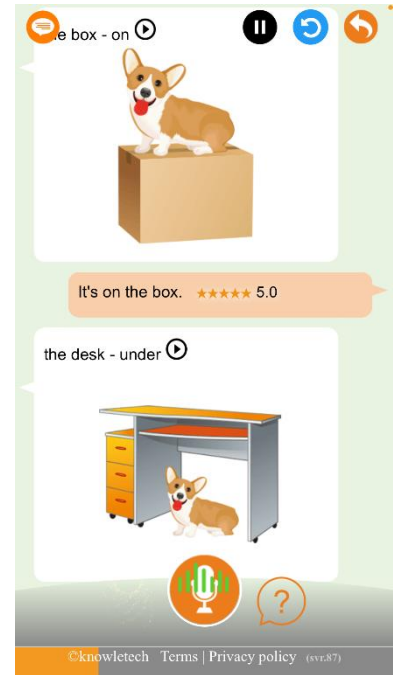 e box - on
It's on the box. ★★★★★ 5.0
the desk - under
?
©knowletech Terms | Privacy policy (svr.87)